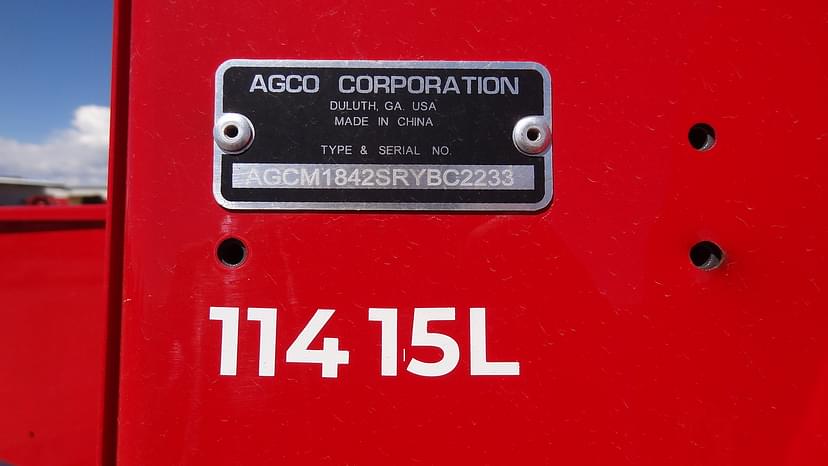 AGCO CORPORATION
DULUTH, GA. USA
MADE IN CHINA
TYPE & SERIAL NO.
AGCM1842SRYBC2233
114 15L